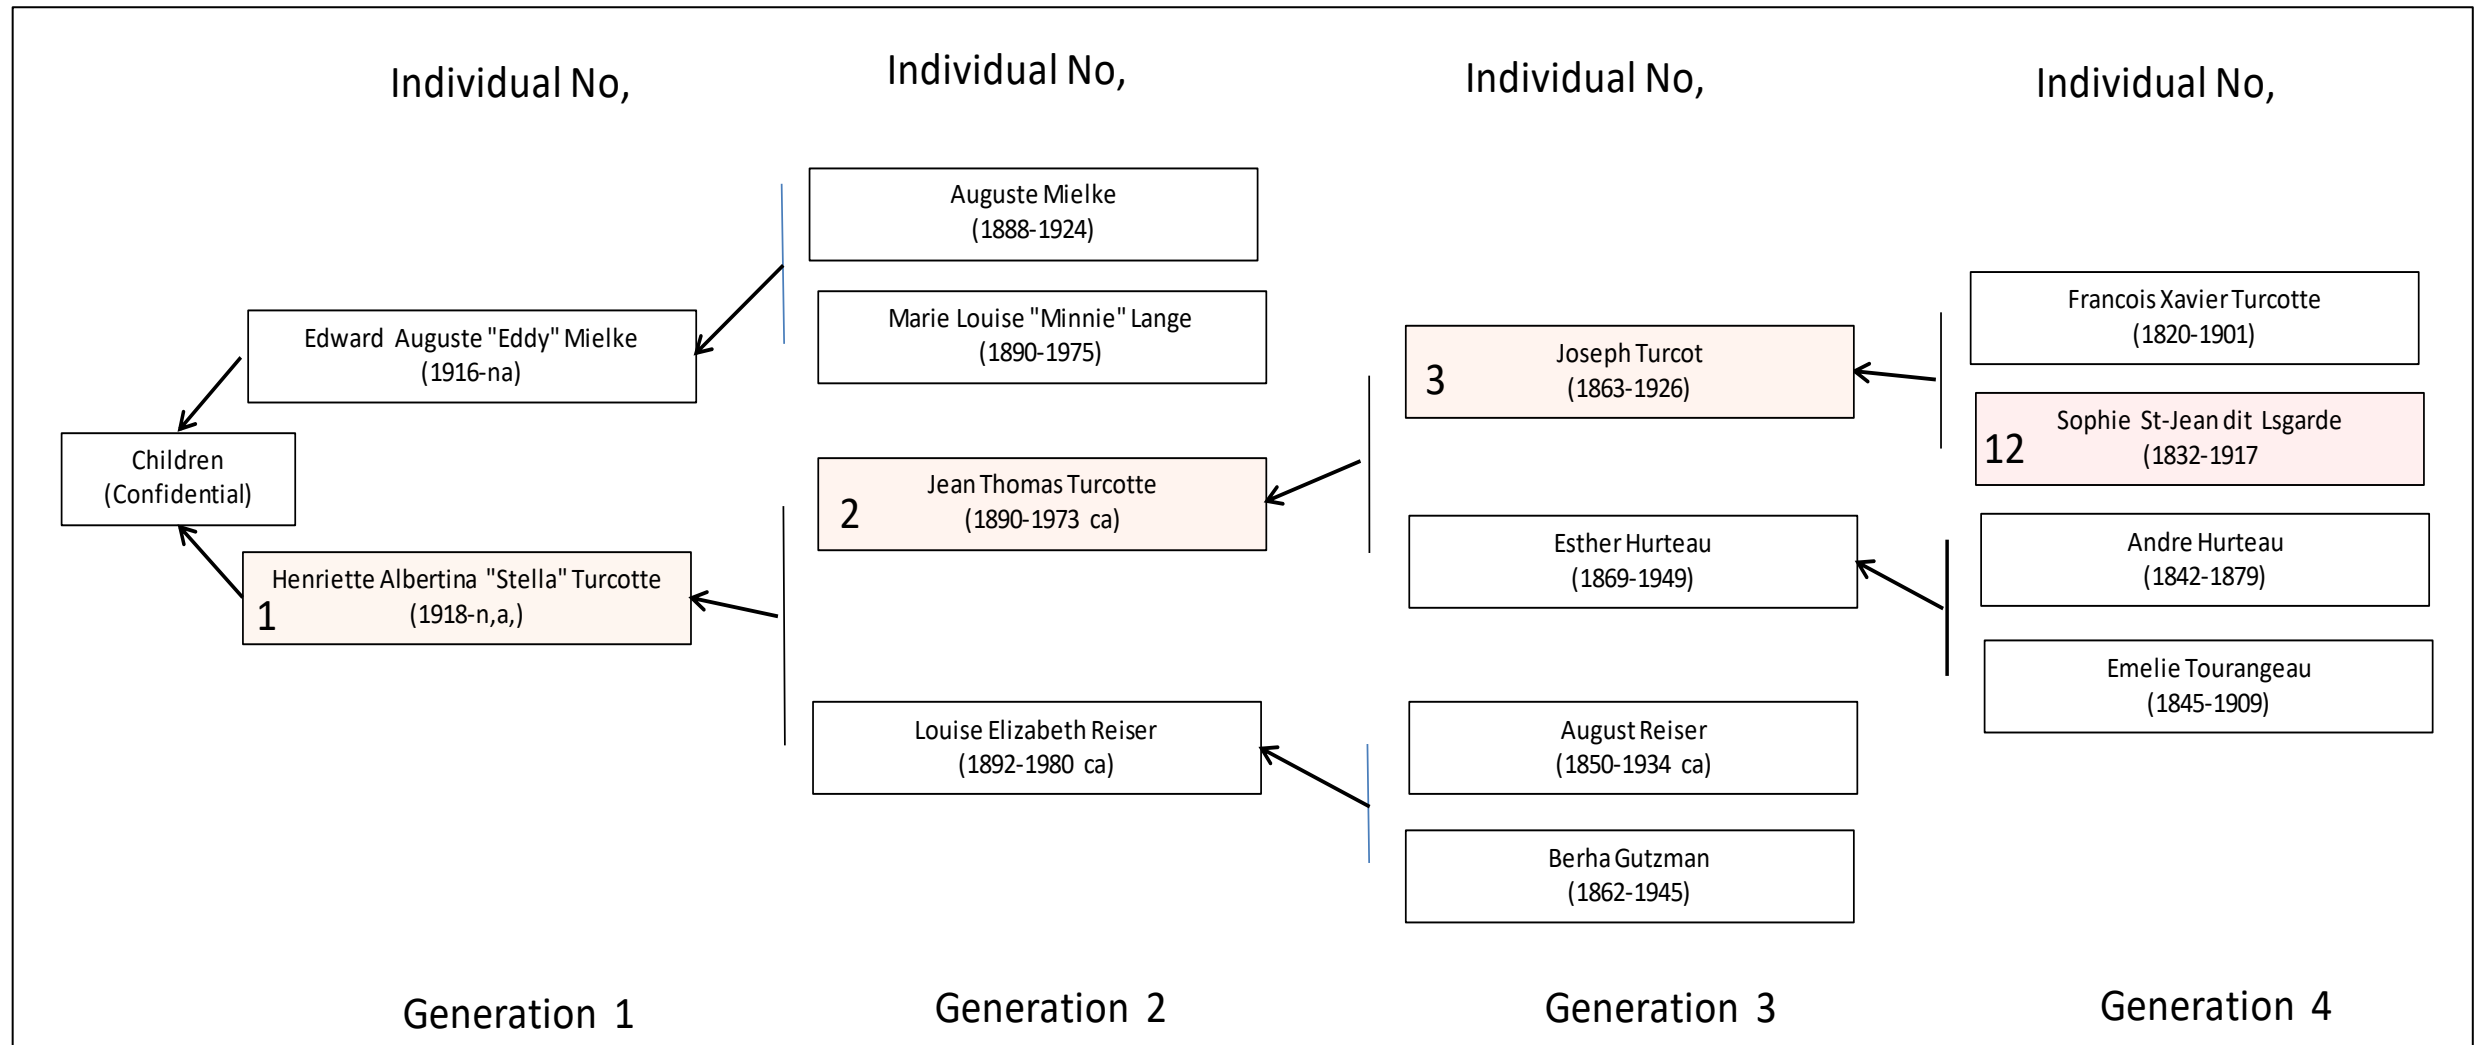 Individual No,
Individual No,
Individual No,
Individual No,
Children
(Confidential)
Edward Auguste "Eddy" Mielke
(1916-na)
1
Henriette Albertina "Stella" Turcotte
(1918-n,a,)
Auguste Mielke
(1888-1924)
Marie Louise "Minnie" Lange
(1890-1975)
2
Jean Thomas Turcotte
(1890-1973 ca)
Louise Elizabeth Reiser
(1892-1980 ca)
3
Joseph Turcot
(1863-1926)
Esther Hurteau
(1869-1949)
August Reiser
(1850-1934 ca)
Berha Gutzman
(1862-1945)
Francois Xavier Turcotte
(1820-1901)
12
Sophie St-Jean dit Lsgarde
(1832-1917
Andre Hurteau
(1842-1879)
Emelie Tourangeau
(1845-1909)
Generation 1
Generation 2
Generation 3
Generation 4